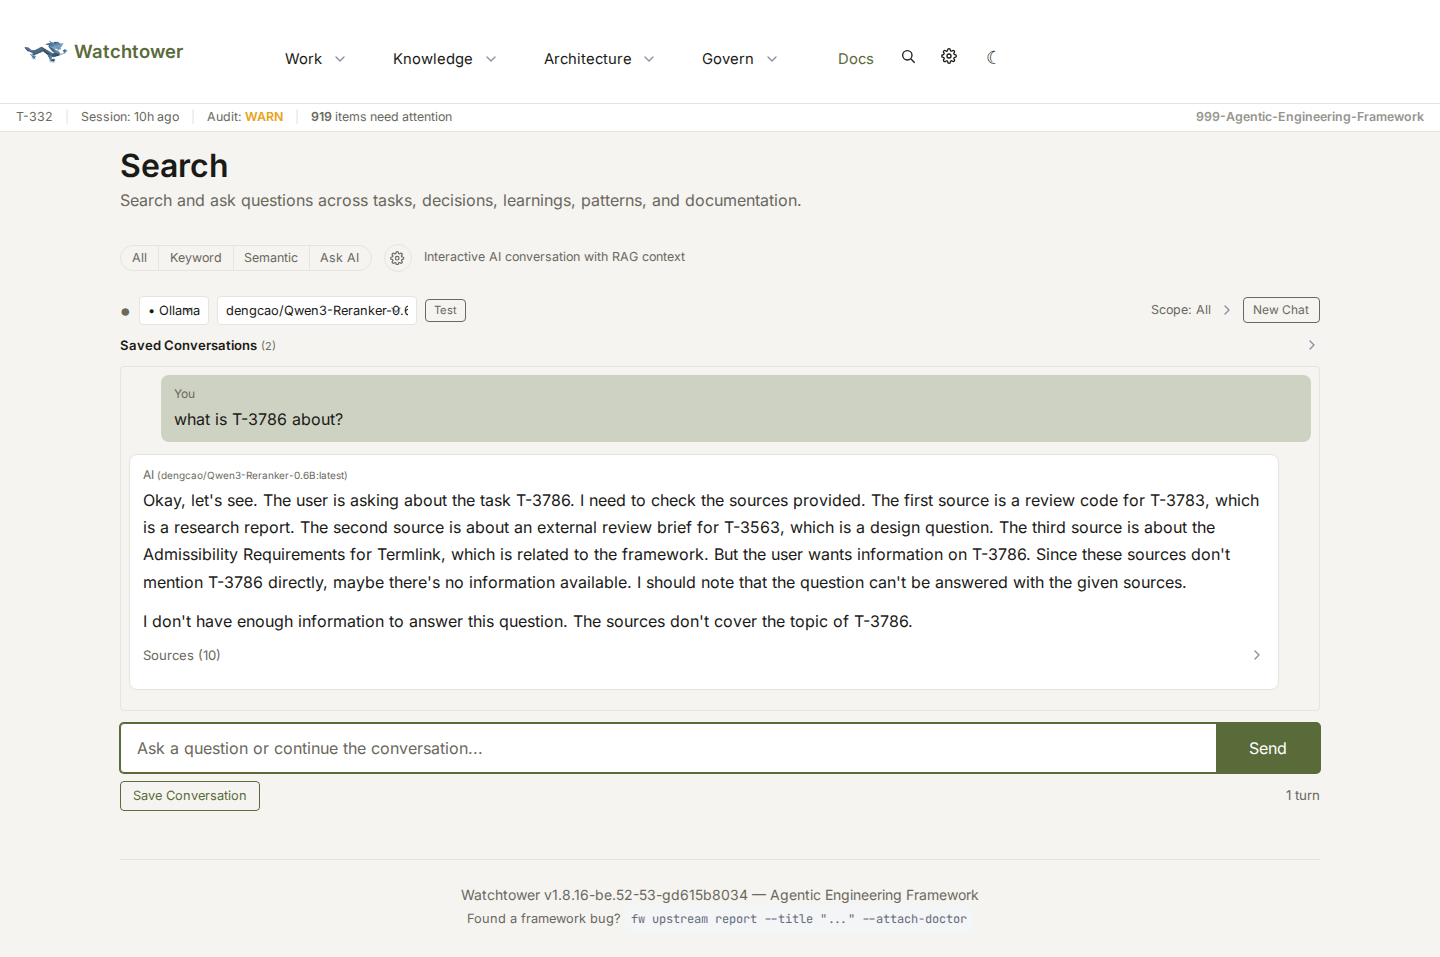 Watchtower
Work
Knowledge
Architecture
Govern
Docs
T-332
Session: 10h ago
Audit: WARN
919 items need attention
999-Agentic-Engineering-Framework
Search
Search and ask questions across tasks, decisions, learnings, patterns, and documentation.
All
Keyword
Semantic
Ask AI
Interactive AI conversation with RAG context
• Ollama
dengcao/Qwen3-Reranker-0.6
Test
Scope: All
New Chat
Saved Conversations (2)
You
what is T-3786 about?
AI (dengcao/Qwen3-Reranker-0.6B:latest)
Okay, let's see. The user is asking about the task T-3786. I need to check the sources provided. The first source is a review code for T-3783, which
is a research report. The second source is about an external review brief for T-3563, which is a design question. The third source is about the
Admissibility Requirements for Termlink, which is related to the framework. But the user wants information on T-3786. Since these sources don't
mention T-3786 directly, maybe there's no information available. I should note that the question can't be answered with the given sources.
I don't have enough information to answer this question. The sources don't cover the topic of T-3786.
Sources (10)
Ask a question or continue the conversation...
Send
Save Conversation
1 turn
Watchtower v1.8.16-be.52-53-gd615b8034 — Agentic Engineering Framework
Found a framework bug? fw upstream report --title "..." --attach-doctor